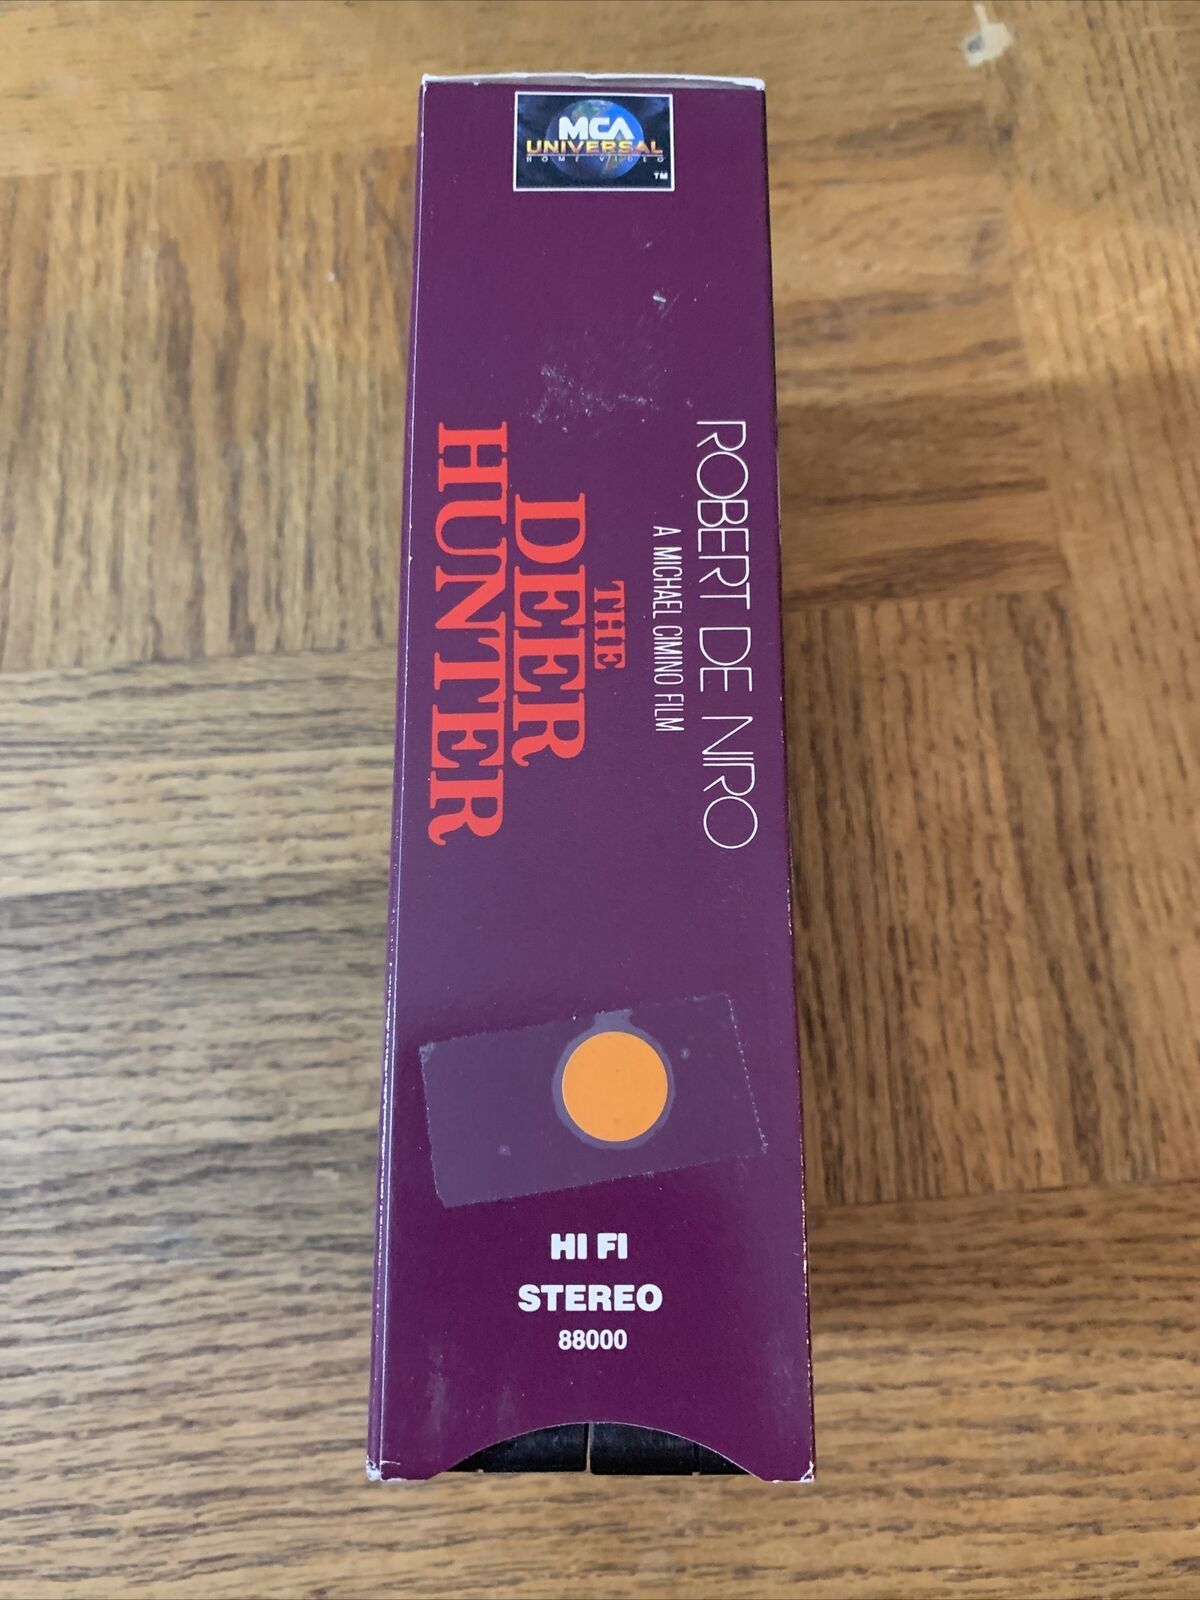 MCA
UNIVERSAL
HOME VIDEO
TM
ROBERT DE NIRO
A MICHAEL CIMINO FILM
THE
DEER
HUNTER
HI FI
STEREO
88000